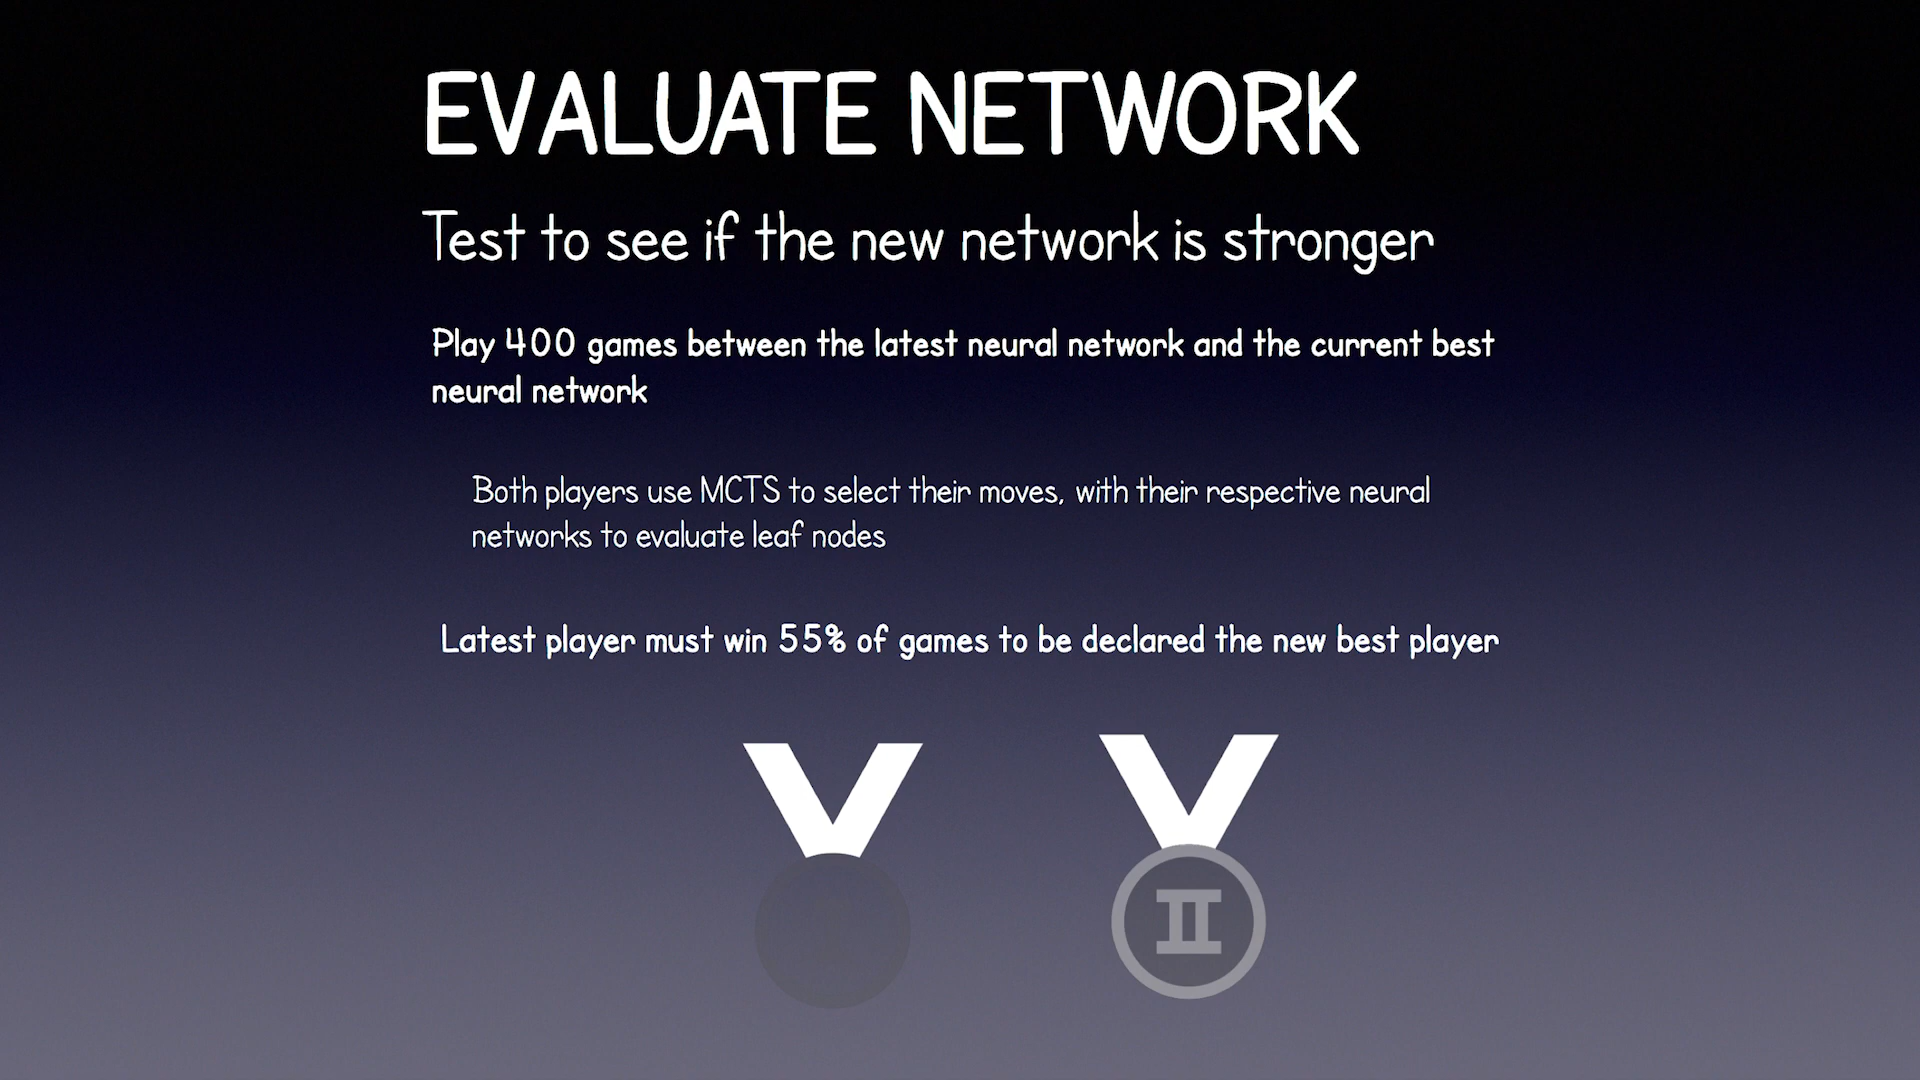 EVALUATE NETWORK
Test to see if the new network is stronger
Play 400 games between the latest neural network and the current best
neural network
Both players use MCTS to select their moves, with their respective neural
networks to evaluate leaf nodes
Latest player must win 55% of games to be declared the new best player
II